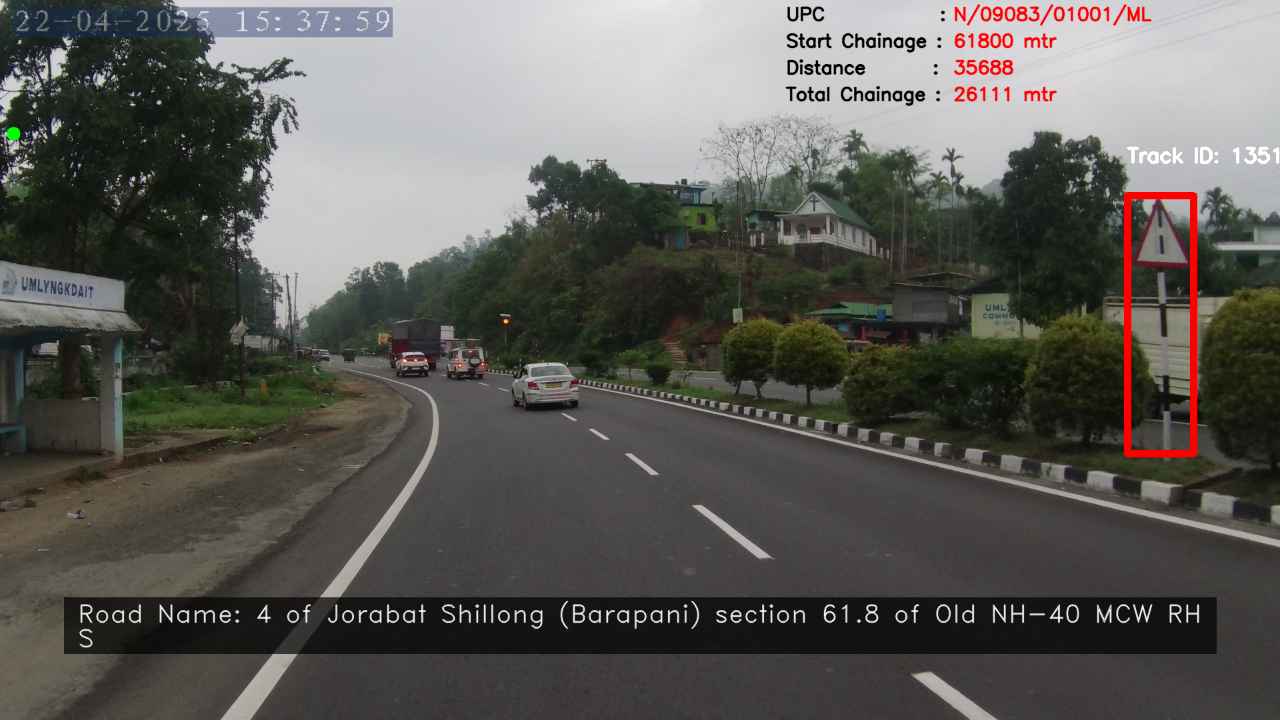 22-04-2025 15:37:59
UPC : N/09083/01001/ML
Start Chainage : 61800 mtr
Distance : 35688
Total Chainage : 26111 mtr
Track ID: 1351
UMLYNGKDAIT
UML
Road Name: 4 of Jorabat Shillong (Barapani) section 61.8 of Old NH-40 MCW RH
S